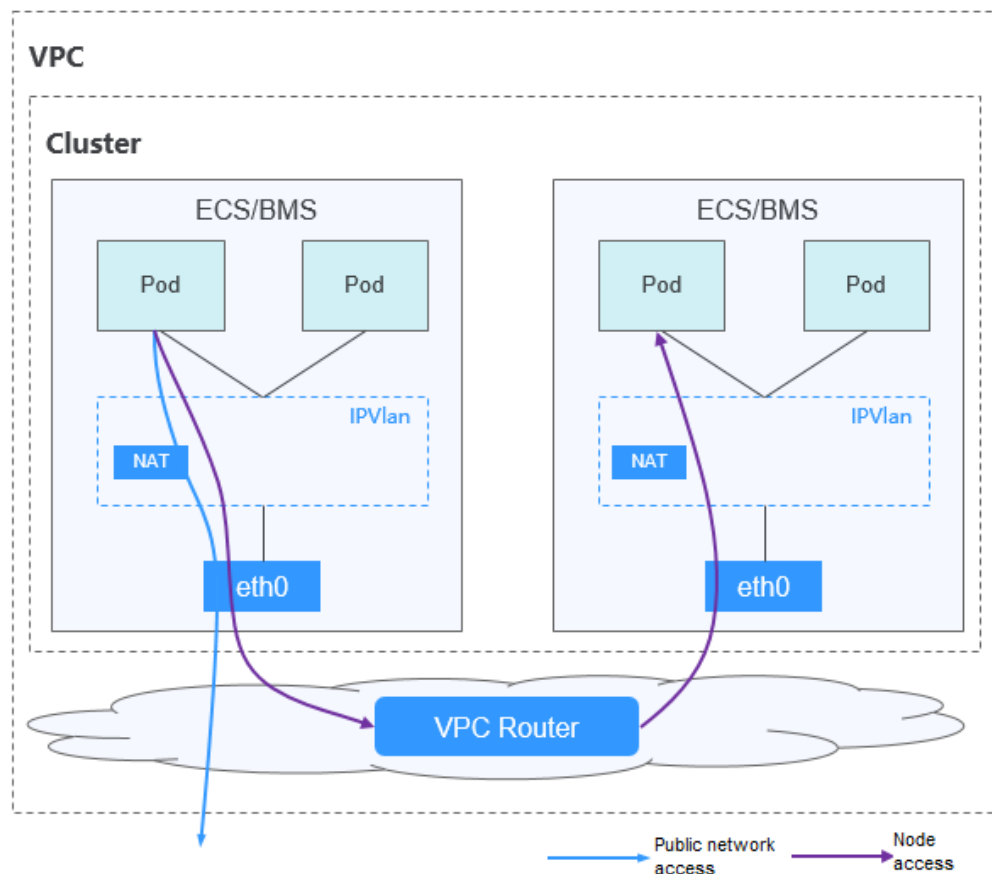 VPC
Cluster
ECS/BMS
ECS/BMS
Pod
Pod
Pod
Pod
IPVlan
IPVlan
NAT
NAT
eth0
eth0
VPC Router
Public network
access
Node
access